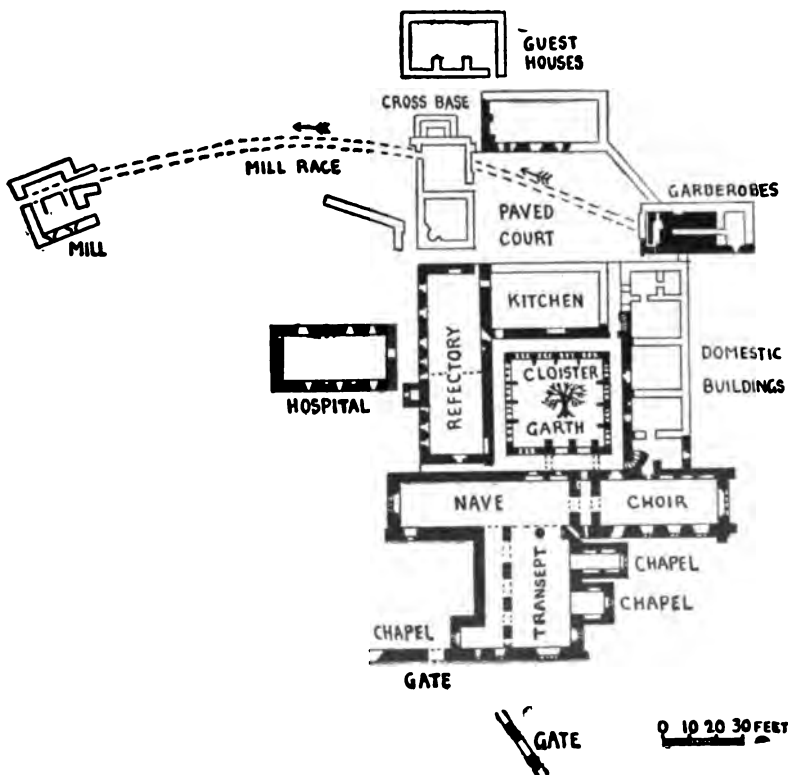 GUEST
HOUSES
CROSS BASE
MILL RACE
GARDEROBES
PAVED
COURT
MILL
KITCHEN
REFECTORY
CLOISTER
GARTH
DOMESTIC
BUILDINGS
HOSPITAL
NAVE
CHOIR
TRANSEPT
CHAPEL
CHAPEL
CHAPEL
GATE
GATE
0 10 20 30 FEET